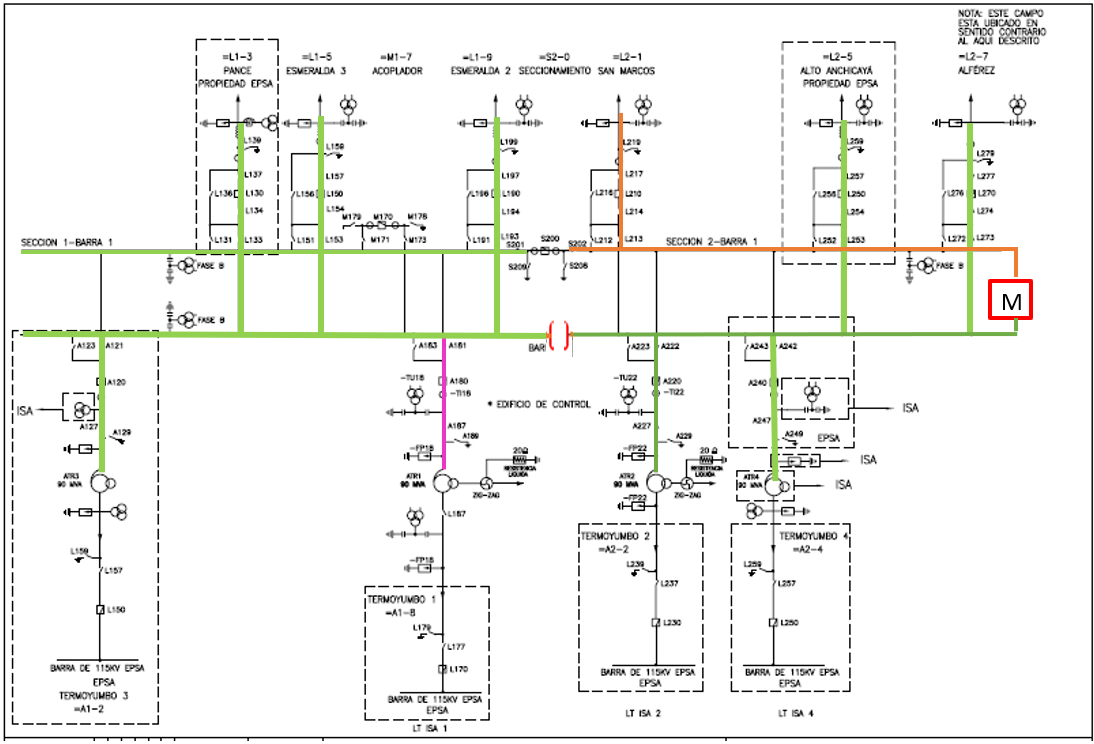 NOTA: ESTE CAMPO
ESTA UBICADO EN
SENTIDO CONTRARIO
AL AQUI DESCRITO
=L1-3
PANCE
PROPIEDAD EPSA
=L1-5
ESMERALDA 3
=M1-7
ACOPLADOR
=L1-9
ESMERALDA 2
=S2-0
SECCIONAMIENTO
=L2-1
SAN MARCOS
=L2-5
ALTO ANCHICAYÁ
PROPIEDAD EPSA
=L2-7
ALFÉREZ
L139
L137
L136
L130
L134
L131
L133
L159
L157
L156
L150
L154
L151
L153
M179
M170
M178
M171
M173
L199
L197
L196
L190
L194
L191
L193
S201
S200
S202
S209
S206
L219
L217
L216
L210
L214
L212
L213
L259
L257
L256
L250
L254
L252
L253
L279
L277
L276
L270
L274
L272
L273
SECCION 1-BARRA 1
SECCION 2-BARRA 1
FASE B
FASE B
FASE B
M
BARI
A123
A121
A120
ISA
A127
A129
ATR3
90 MVA
L159
L157
L150
BARRA DE 115KV EPSA
EPSA
TERMOYUMBO 3
=A1-2
A183
A181
-TU18
A180
-TI18
* EDIFICIO DE CONTROL
A187
A189
-FP18
ATR1
90 MVA
20Ω
RESISTENCIA
LIQUIDA
ZIG-ZAG
L187
-FP18
TERMOYUMBO 1
=A1-8
L179
L177
L170
BARRA DE 115KV EPSA
EPSA
LT ISA 1
A223
A222
-TU22
A220
-TI22
A227
A229
-FP22
ATR2
90 MVA
20 Ω
RESISTENCIA
LIQUIDA
ZIG-ZAG
-FP22
TERMOYUMBO 2
=A2-2
L239
L237
L230
BARRA DE 115KV EPSA
EPSA
LT ISA 2
A243
A242
A240
A247
A249
EPSA
ISA
ISA
ATR4
90 MVA
ISA
TERMOYUMBO 4
=A2-4
L259
L257
L250
BARRA DE 115KV EPSA
EPSA
LT ISA 4